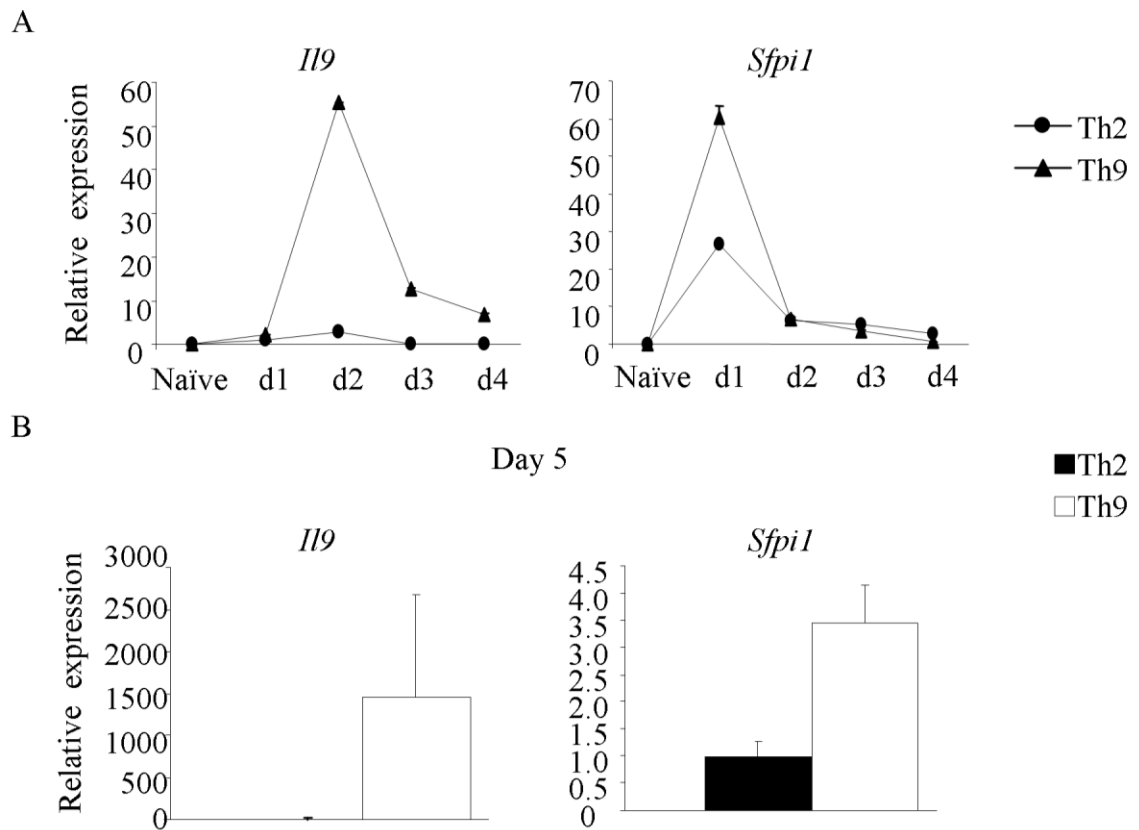 A
Il9
Sfpi1
Relative expression
60
50
40
30
20
10
0
Naïve d1 d2 d3 d4
70
60
50
40
30
20
10
0
Naïve d1 d2 d3 d4
Th2
Th9
B
Day 5
Th2
Th9
Il9
Sfpi1
Relative expression
3000
2500
2000
1500
1000
500
0
4.5
4.0
3.5
3.0
2.5
2.0
1.5
1.0
0.5
0